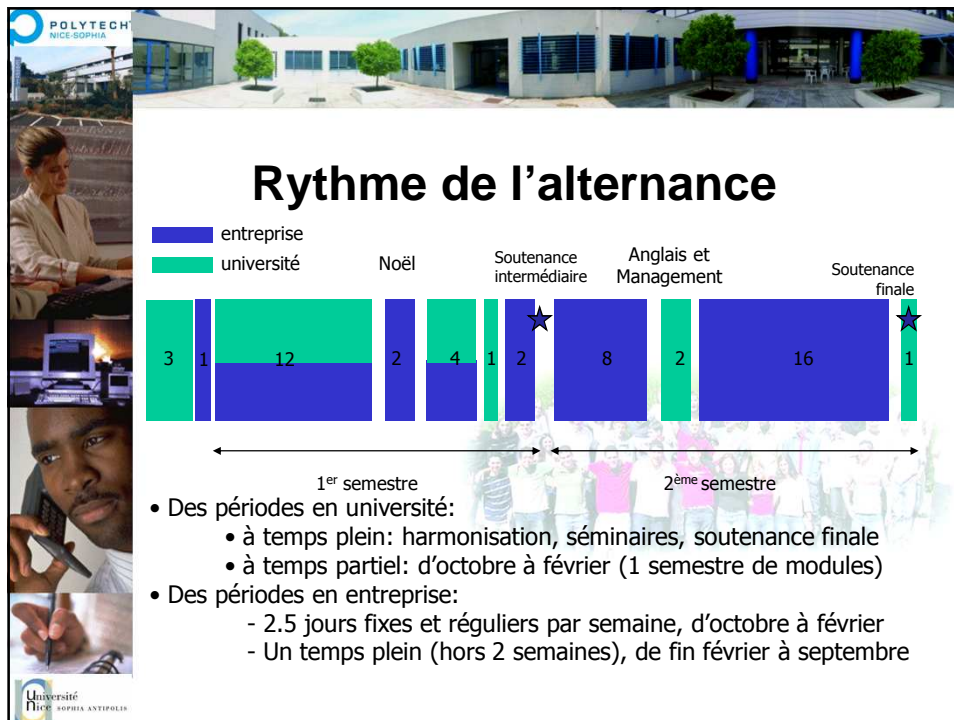 POLYTECH
NICE-SOPHIA
Rythme de l’alternance
entreprise
université
Noël
Soutenance
intermédiaire
Anglais et
Management
Soutenance
finale
3 1 12 2 4 1 2 8 2 16 1
1er semestre 2ème semestre
• Des périodes en université:
• à temps plein: harmonisation, séminaires, soutenance finale
• à temps partiel: d’octobre à février (1 semestre de modules)
• Des périodes en entreprise:
- 2.5 jours fixes et réguliers par semaine, d’octobre à février
- Un temps plein (hors 2 semaines), de fin février à septembre
Université
Nice SOPHIA ANTIPOLIS